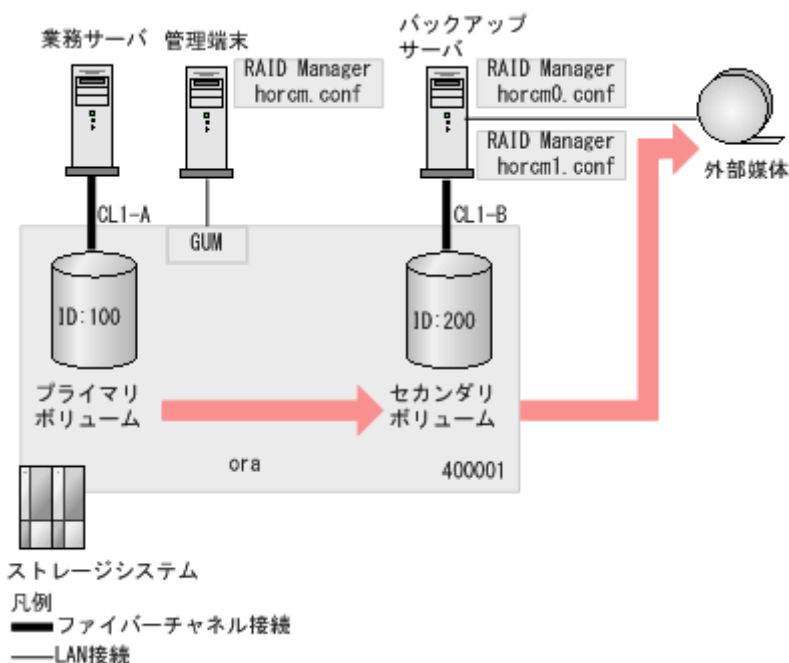 業務サーバ
管理端末
RAID Manager
horcm.conf
バックアップ
サーバ
RAID Manager
horcm0.conf
RAID Manager
horcm1.conf
外部媒体
CL1-A
GUM
CL1-B
ID:100
ID:200
プライマリ
ボリューム
セカンダリ
ボリューム
ora
400001
ストレージシステム
凡例
ファイバーチャネル接続
LAN接続